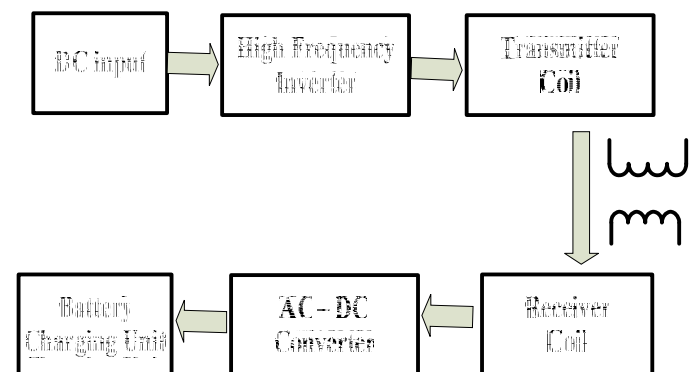 DC input
High Frequency
Inverter
Transmitter
Coil
Receiver
Coil
AC – DC
Converter
Battery
Charging Unit